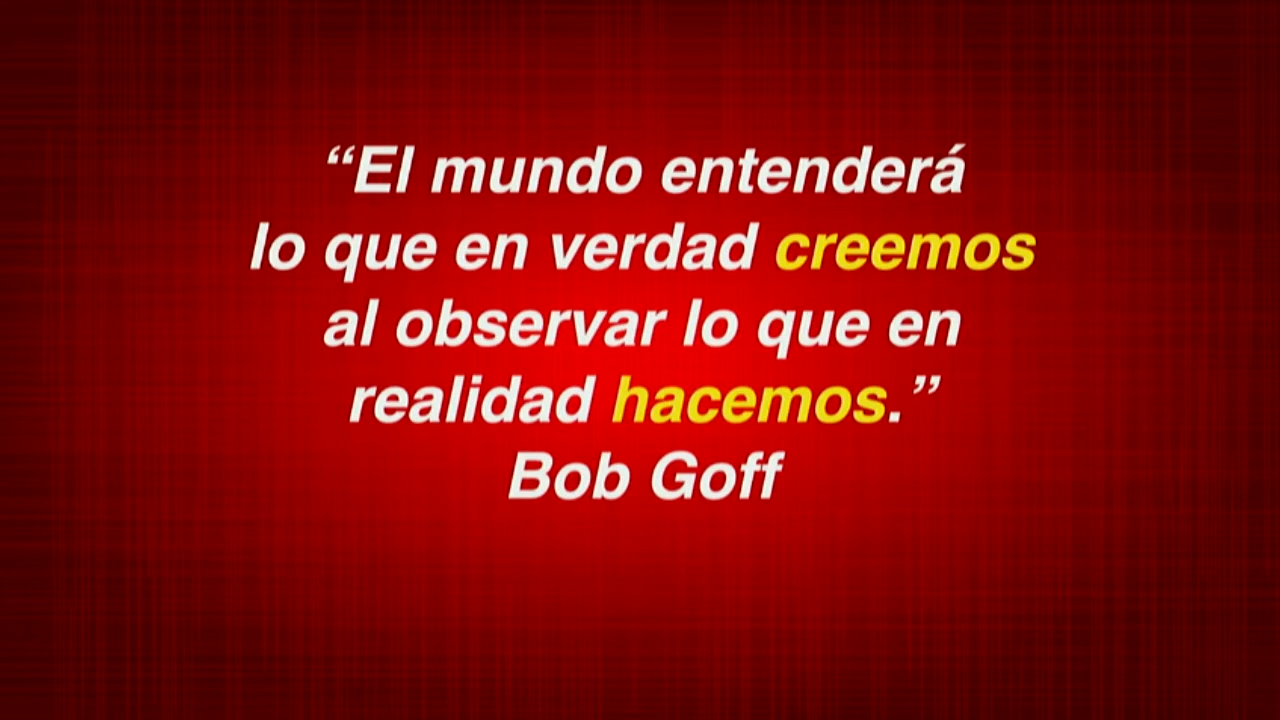 “El mundo entenderá
lo que en verdad creemos
al observar lo que en
realidad hacemos.”
Bob Goff